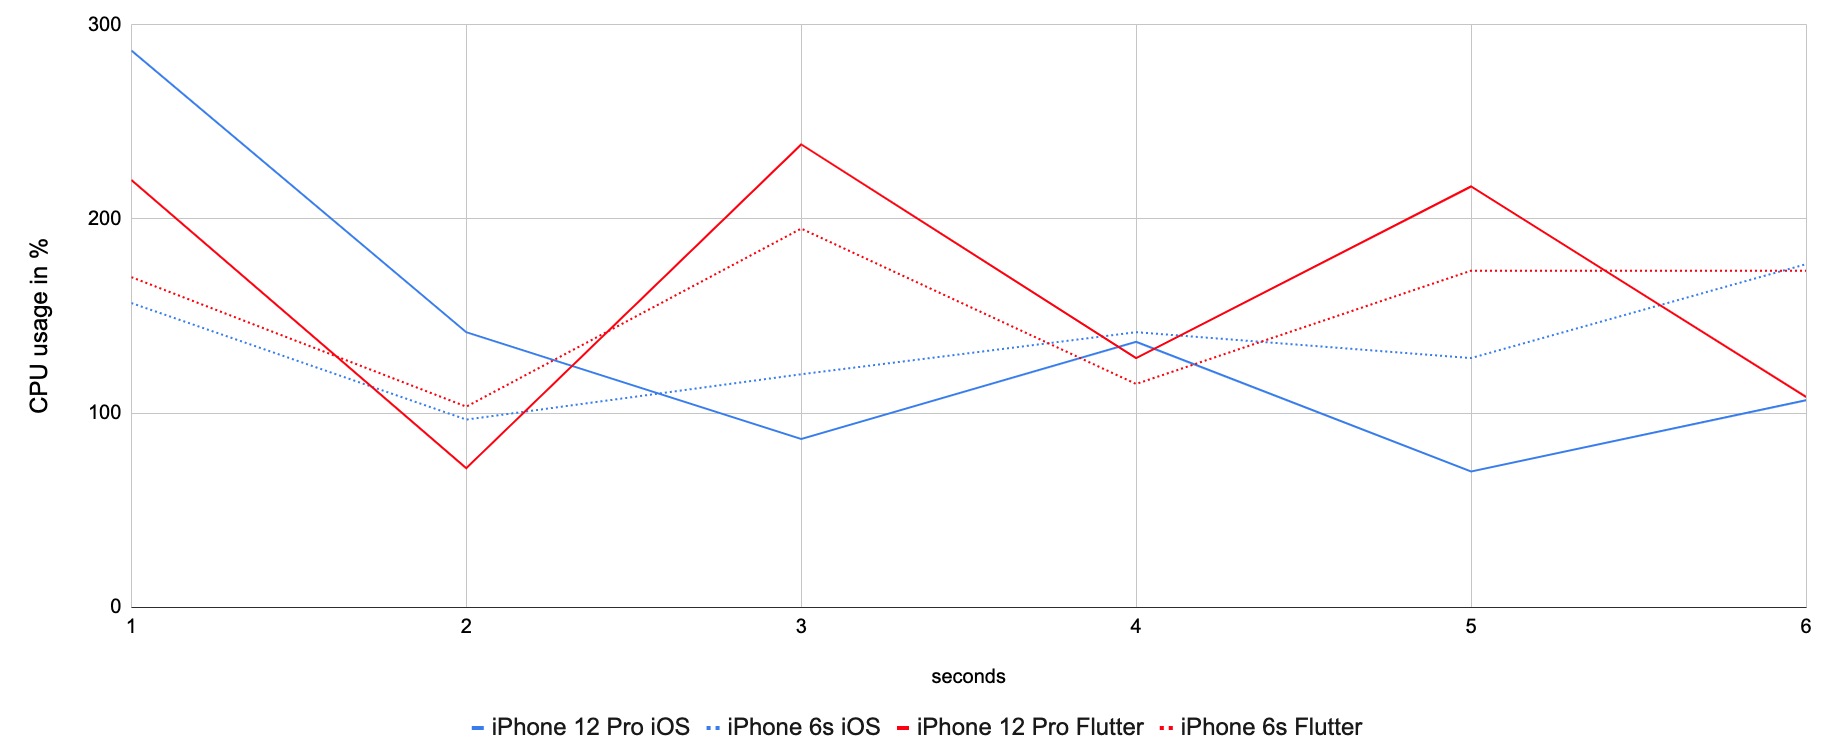 300
200
100
0
CPU usage in %
1 2 3 4 5 6
seconds
iPhone 12 Pro iOS iPhone 6s iOS iPhone 12 Pro Flutter iPhone 6s Flutter